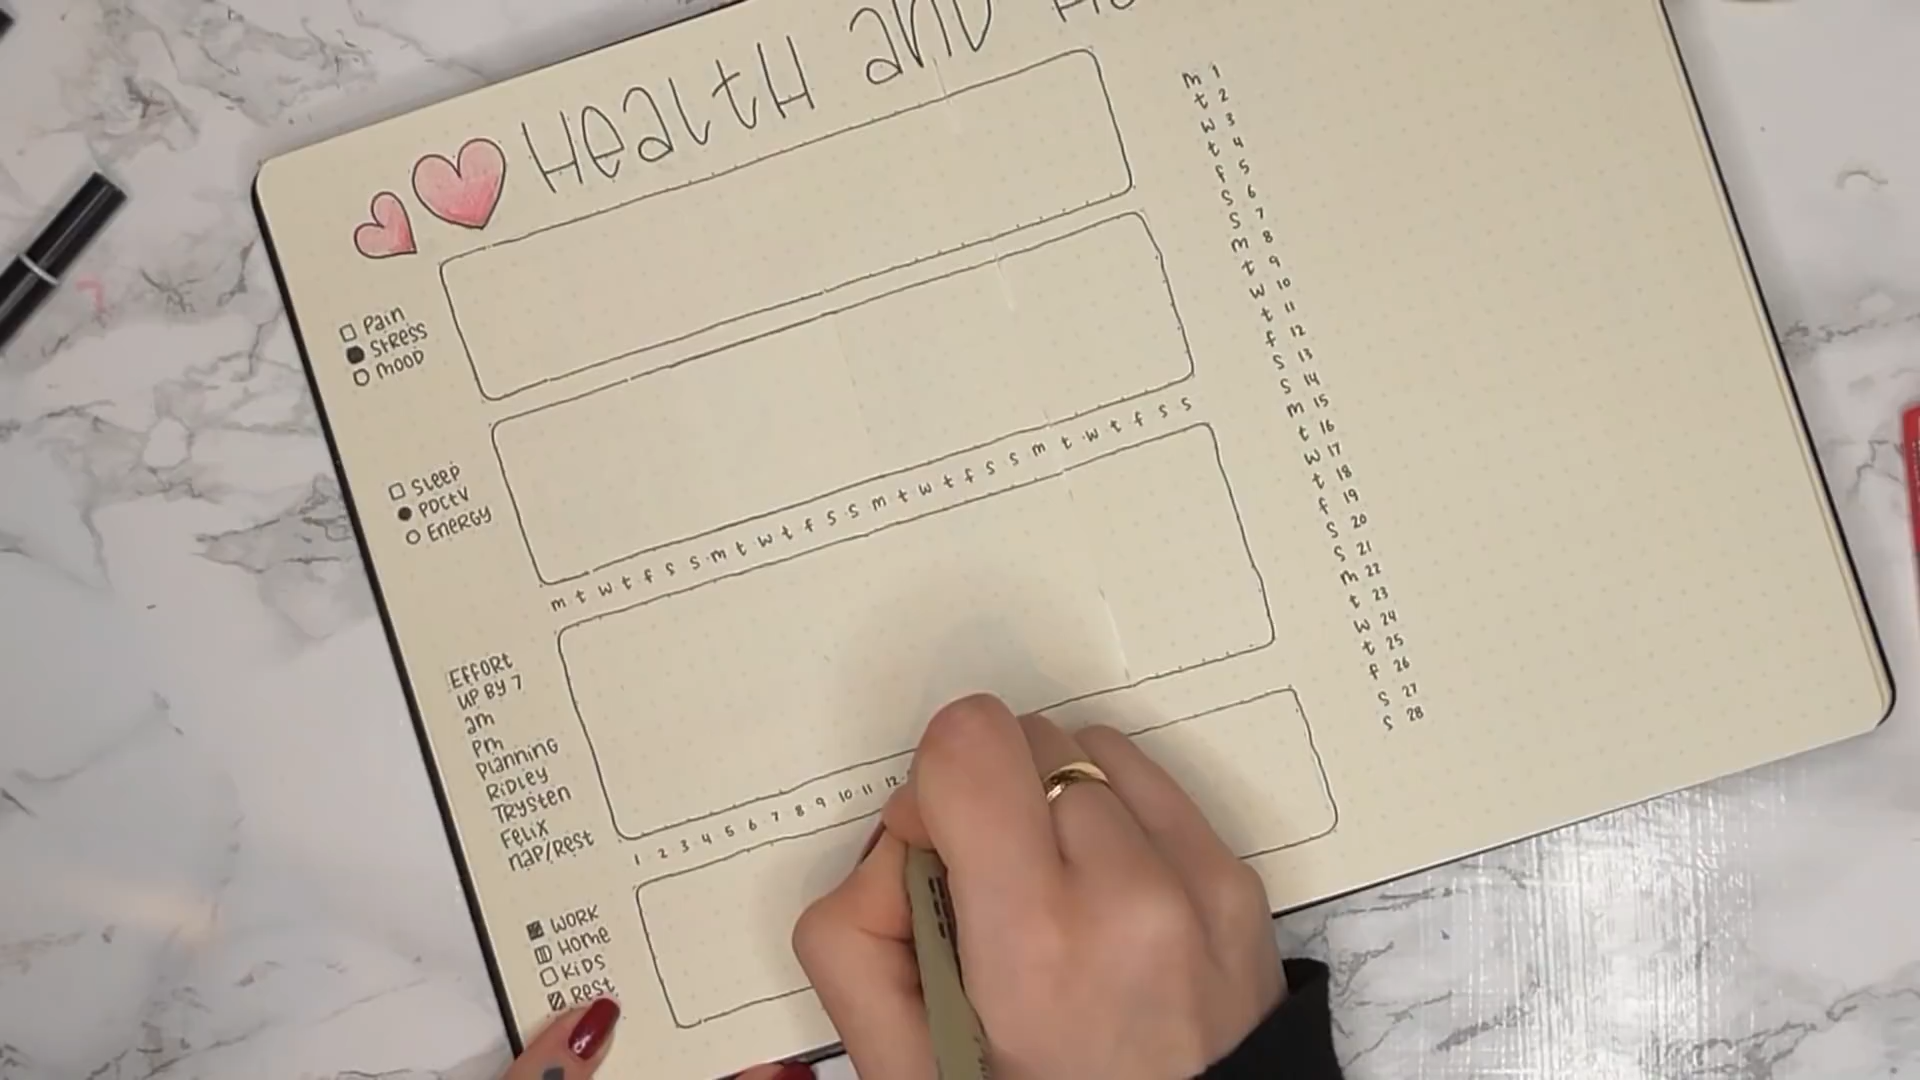 Health and
Pain
Stress
mood
Sleep
PDCTV
Energy
m t w t f s s m t w t f s s m t w t f s s m t w t f s s
Effort
up by 7
am
pm
Planning
Ridley
Trysten
Felix
nap/rest
1 2 3 4 5 6 7 8 9 10 11 12
Work
Home
Kids
Rest
m 1
t 2
w 3
t 4
f 5
s 6
s 7
m 8
t 9
w 10
t 11
f 12
s 13
s 14
m 15
t 16
w 17
t 18
f 19
s 20
s 21
m 22
t 23
w 24
t 25
f 26
s 27
s 28